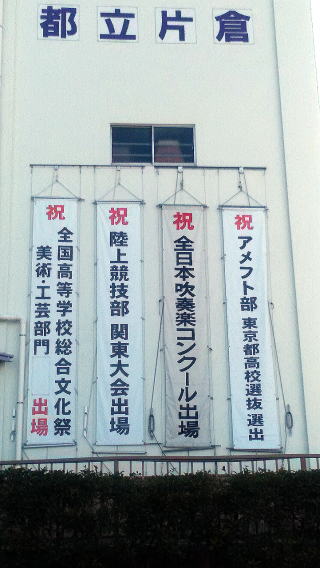 都立片倉
祝
アメフト部 東京都高校選抜 選出
祝
全日本吹奏楽コンクール出場
祝
陸上競技部 関東大会出場
祝
全国高等学校総合文化祭
美術・工芸部門 出場